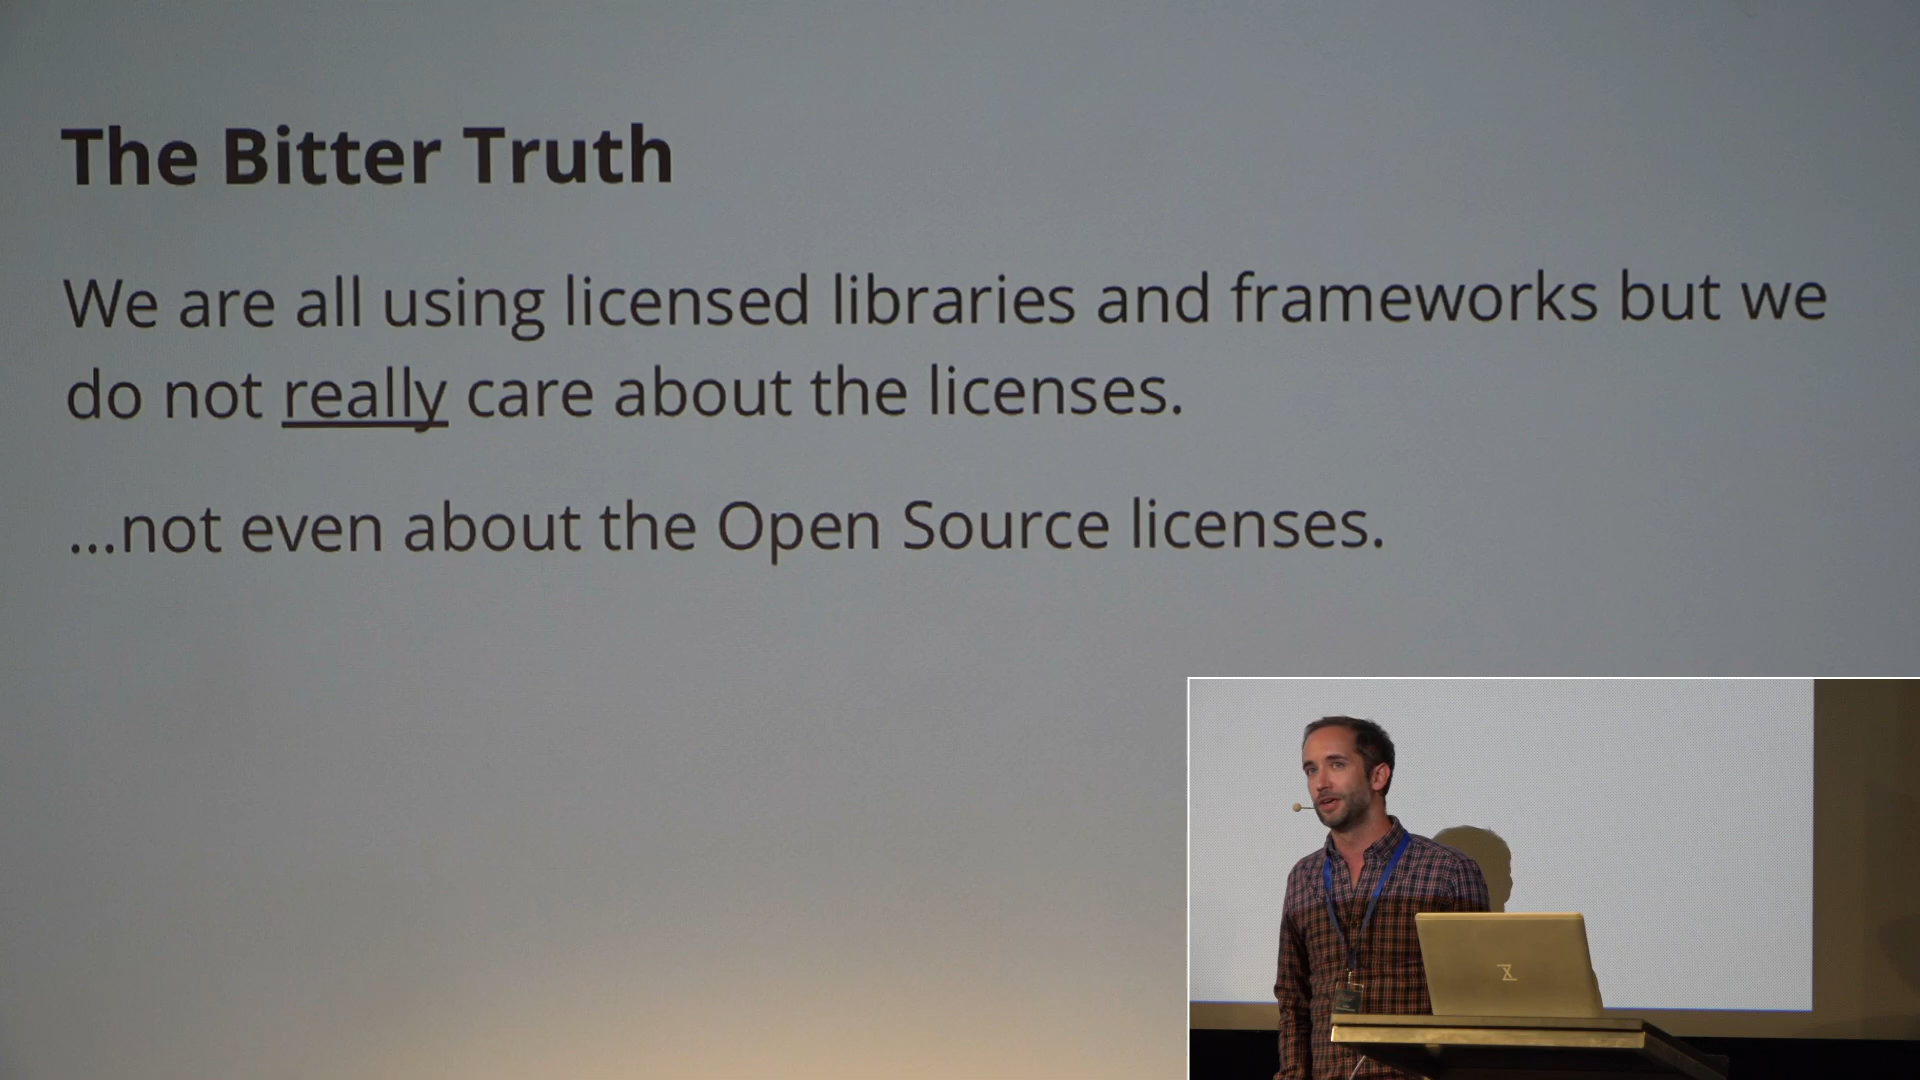 The Bitter Truth
We are all using licensed libraries and frameworks but we
do not really care about the licenses.
...not even about the Open Source licenses.